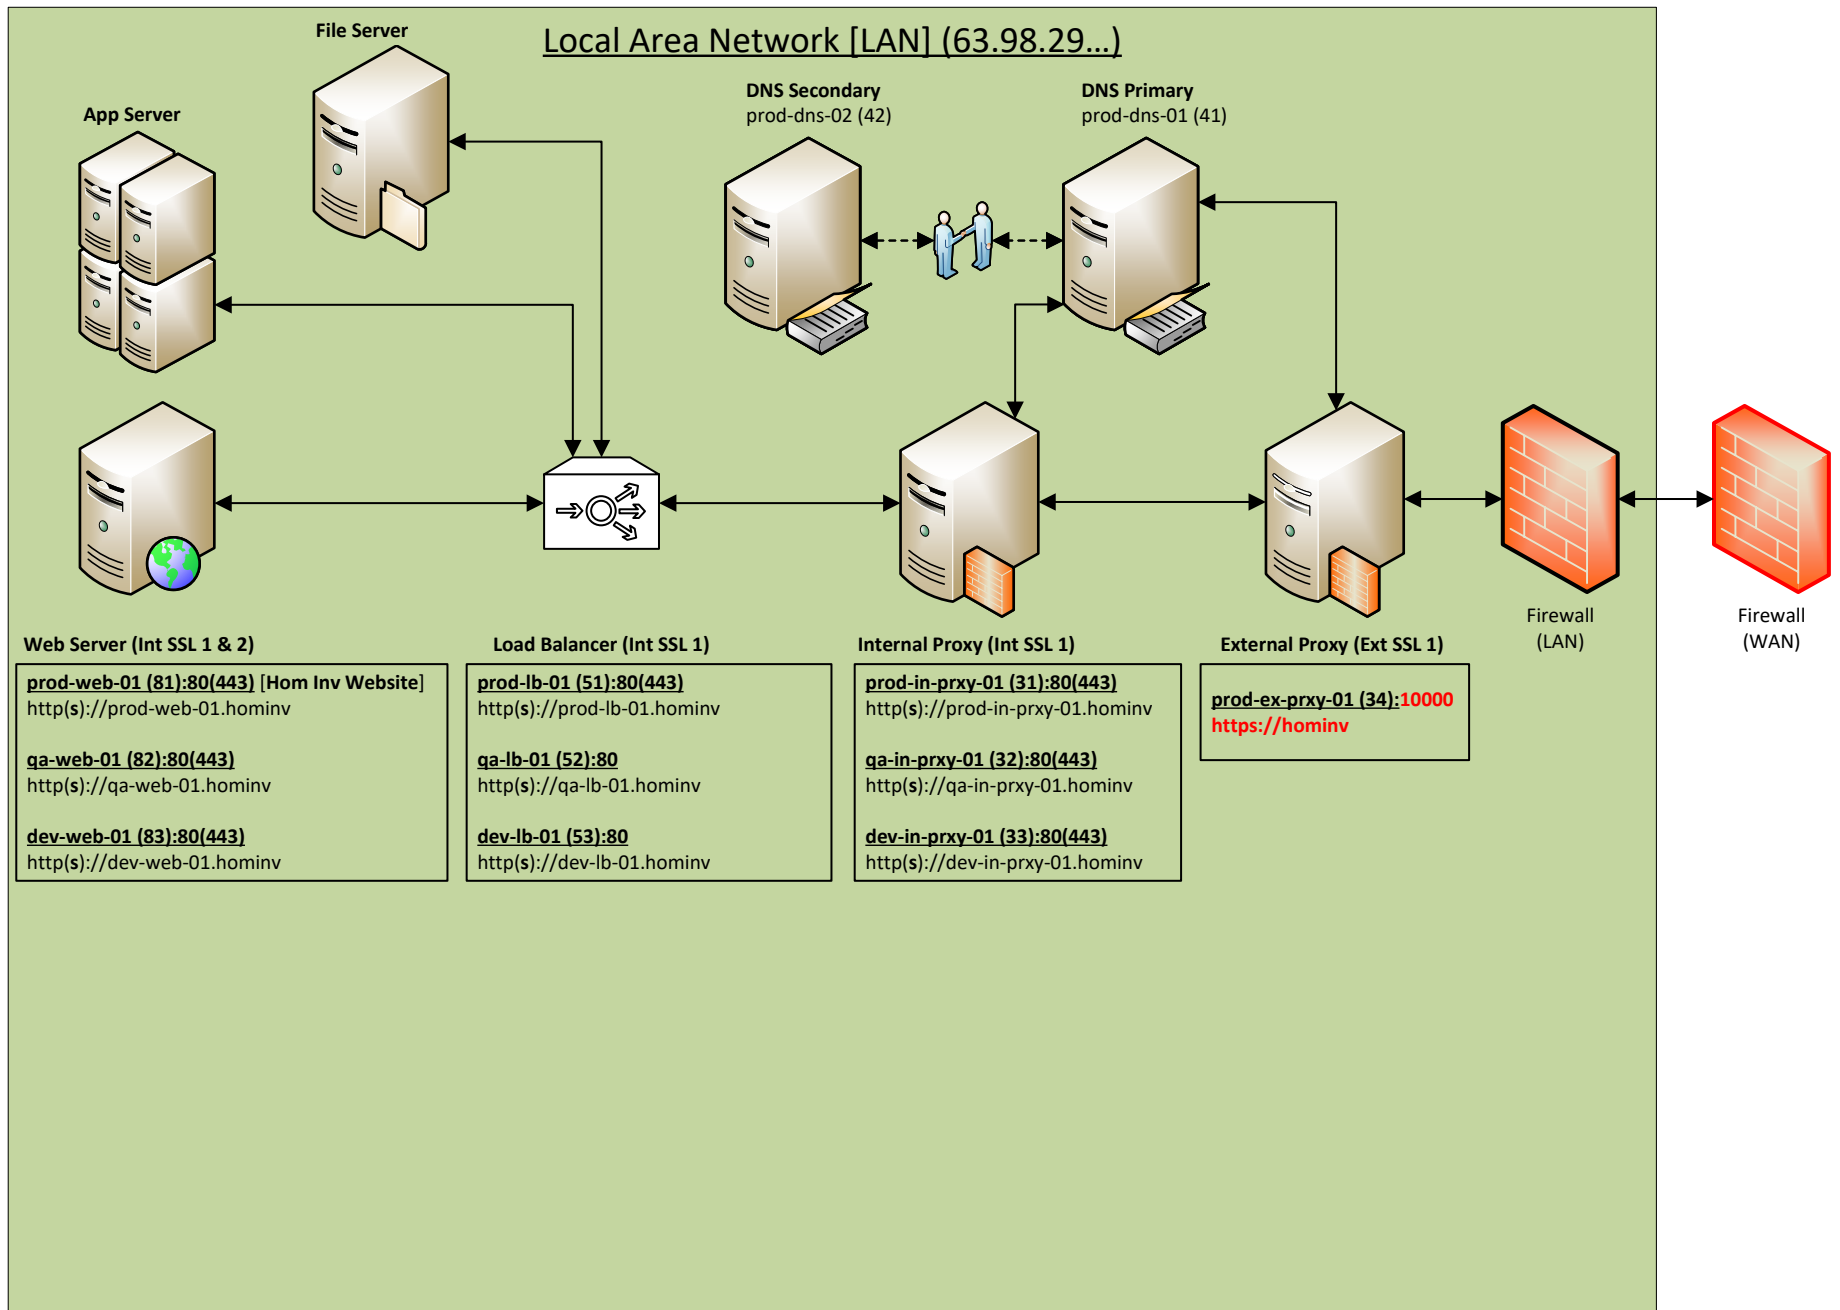 Local Area Network [LAN] (63.98.29...)
File Server
App Server
DNS Secondary
prod-dns-02 (42)
DNS Primary
prod-dns-01 (41)
Firewall
(LAN)
Firewall
(WAN)
Web Server (Int SSL 1 & 2)
prod-web-01 (81):80(443) [Hom Inv Website]
http(s)://prod-web-01.hominv
qa-web-01 (82):80(443)
http(s)://qa-web-01.hominv
dev-web-01 (83):80(443)
http(s)://dev-web-01.hominv
Load Balancer (Int SSL 1)
prod-lb-01 (51):80(443)
http(s)://prod-lb-01.hominv
qa-lb-01 (52):80
http(s)://qa-lb-01.hominv
dev-lb-01 (53):80
http(s)://dev-lb-01.hominv
Internal Proxy (Int SSL 1)
prod-in-prxy-01 (31):80(443)
http(s)://prod-in-prxy-01.hominv
qa-in-prxy-01 (32):80(443)
http(s)://qa-in-prxy-01.hominv
dev-in-prxy-01 (33):80(443)
http(s)://dev-in-prxy-01.hominv
External Proxy (Ext SSL 1)
prod-ex-prxy-01 (34):10000
https://hominv